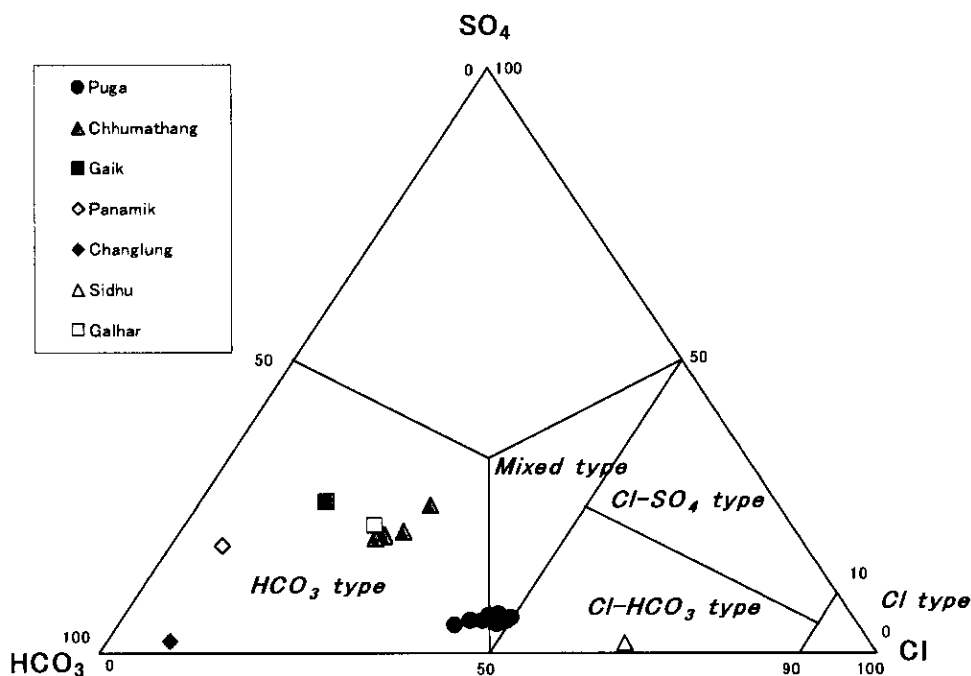 SO₄
0 100
Puga
Chhumathang
Gaik
Panamik
Changlung
Sidhu
Galhar
50 50
Mixed type
Cl-SO₄ type
HCO₃ type
Cl-HCO₃ type
10
Cl type
0
100
HCO₃ 0 50 90 100 Cl